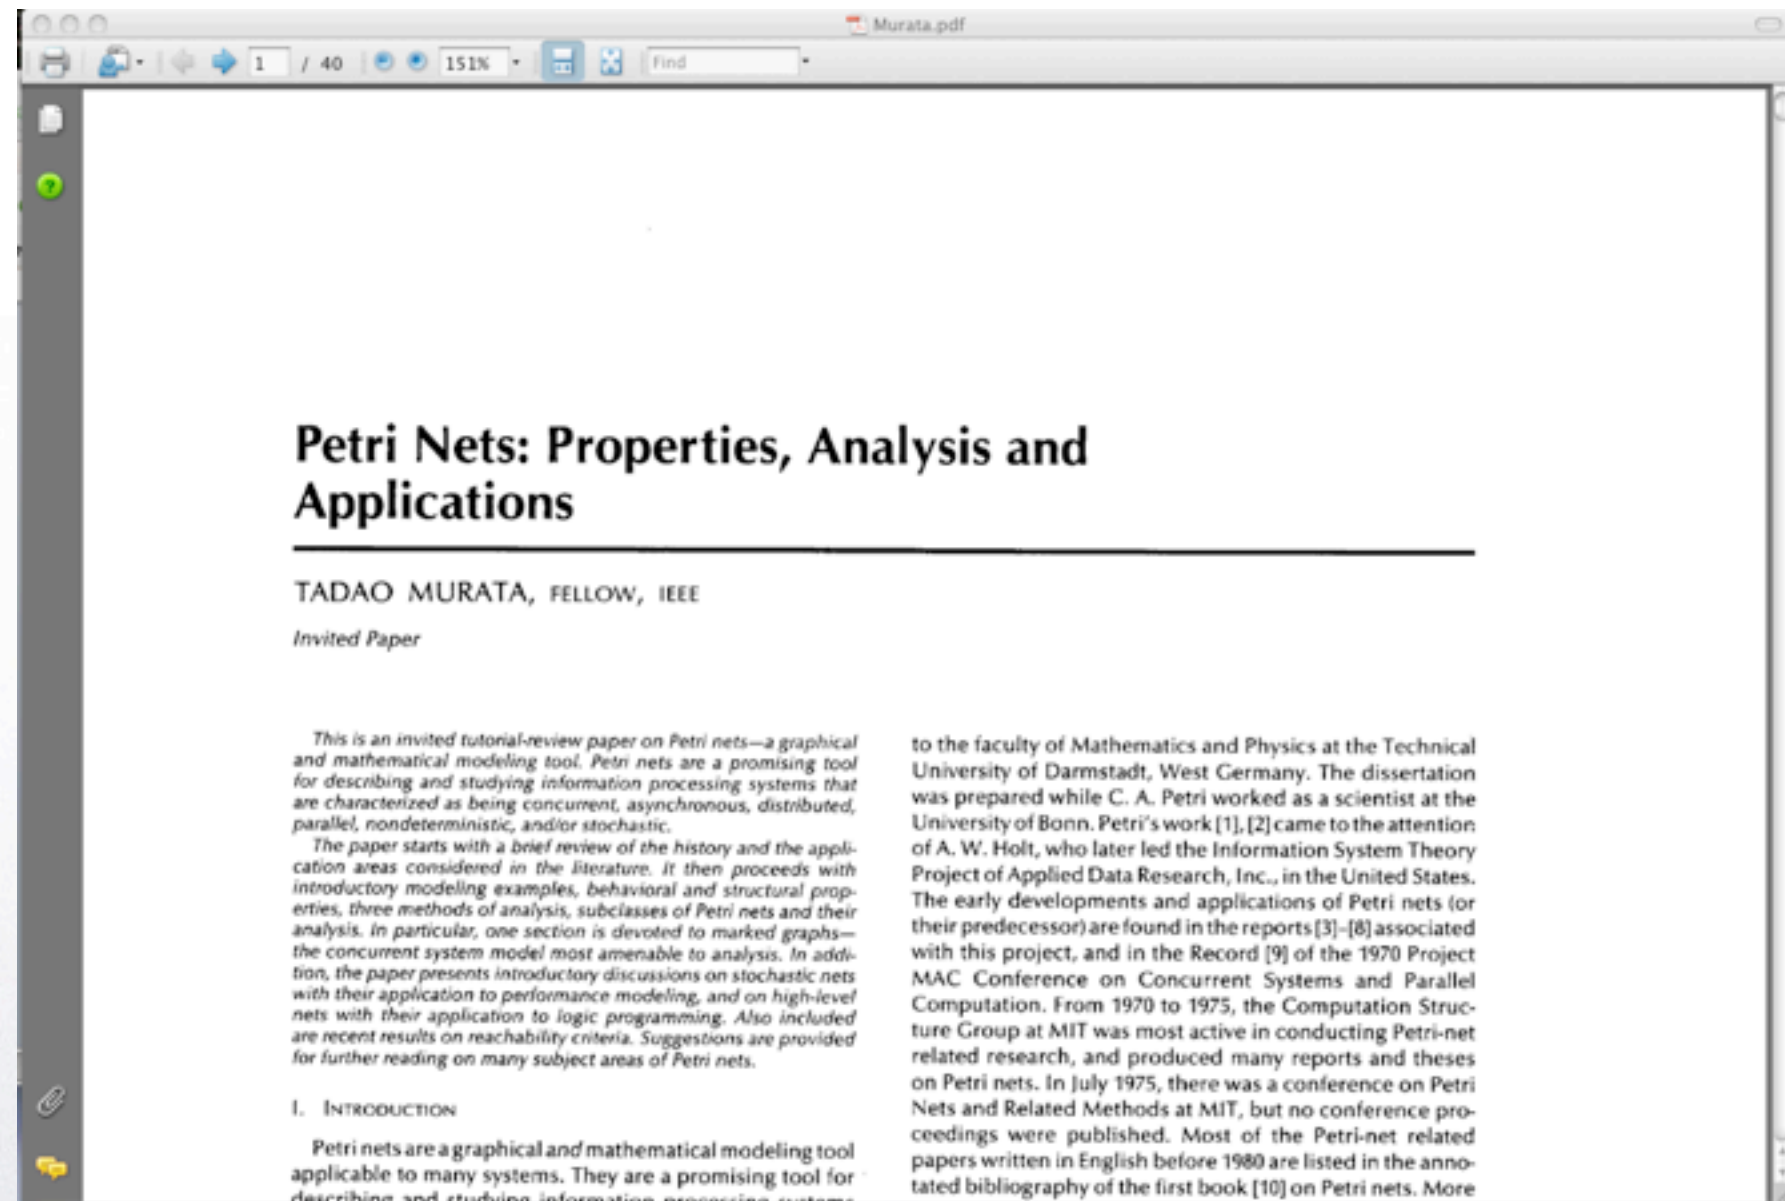 Murata.pdf
1 / 40 151% Find
Petri Nets: Properties, Analysis and
Applications
TADAO MURATA, FELLOW, IEEE
Invited Paper
This is an invited tutorial-review paper on Petri nets—a graphical
and mathematical modeling tool. Petri nets are a promising tool
for describing and studying information processing systems that
are characterized as being concurrent, asynchronous, distributed,
parallel, nondeterministic, and/or stochastic.
The paper starts with a brief review of the history and the appli-
cation areas considered in the literature. It then proceeds with
introductory modeling examples, behavioral and structural prop-
erties, three methods of analysis, subclasses of Petri nets and their
analysis. In particular, one section is devoted to marked graphs—
the concurrent system model most amenable to analysis. In addi-
tion, the paper presents introductory discussions on stochastic nets
with their application to performance modeling, and on high-level
nets with their application to logic programming. Also included
are recent results on reachability criteria. Suggestions are provided
for further reading on many subject areas of Petri nets.
I. INTRODUCTION
Petri nets are a graphical and mathematical modeling tool
applicable to many systems. They are a promising tool for
describing and studying information processing systems
to the faculty of Mathematics and Physics at the Technical
University of Darmstadt, West Germany. The dissertation
was prepared while C. A. Petri worked as a scientist at the
University of Bonn. Petri's work [1], [2] came to the attention
of A. W. Holt, who later led the Information System Theory
Project of Applied Data Research, Inc., in the United States.
The early developments and applications of Petri nets (or
their predecessor) are found in the reports [3]–[8] associated
with this project, and in the Record [9] of the 1970 Project
MAC Conference on Concurrent Systems and Parallel
Computation. From 1970 to 1975, the Computation Struc-
ture Group at MIT was most active in conducting Petri-net
related research, and produced many reports and theses
on Petri nets. In July 1975, there was a conference on Petri
Nets and Related Methods at MIT, but no conference pro-
ceedings were published. Most of the Petri-net related
papers written in English before 1980 are listed in the anno-
tated bibliography of the first book [10] on Petri nets. More